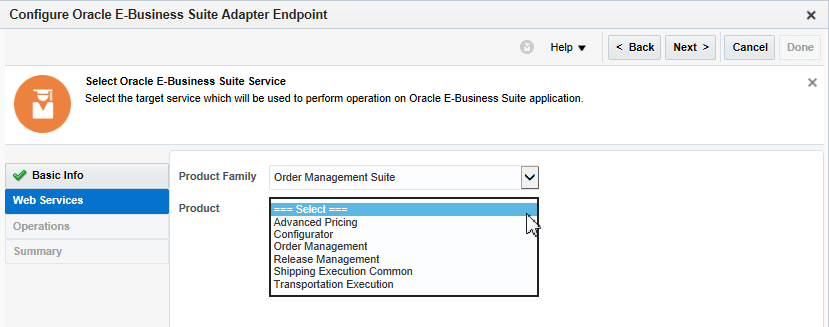 Configure Oracle E-Business Suite Adapter Endpoint
Help
< Back
Next >
Cancel
Done
Select Oracle E-Business Suite Service
Select the target service which will be used to perform operation on Oracle E-Business Suite application.
Basic Info
Web Services
Operations
Summary
Product Family
Order Management Suite
Product
=== Select ===
Advanced Pricing
Configurator
Order Management
Release Management
Shipping Execution Common
Transportation Execution